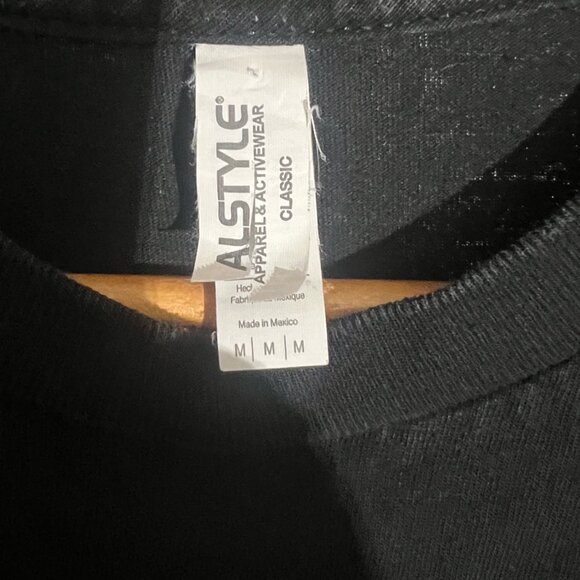 ALSTYLE®
APPAREL & ACTIVEWEAR
CLASSIC
Made in Mexico
M | M | M